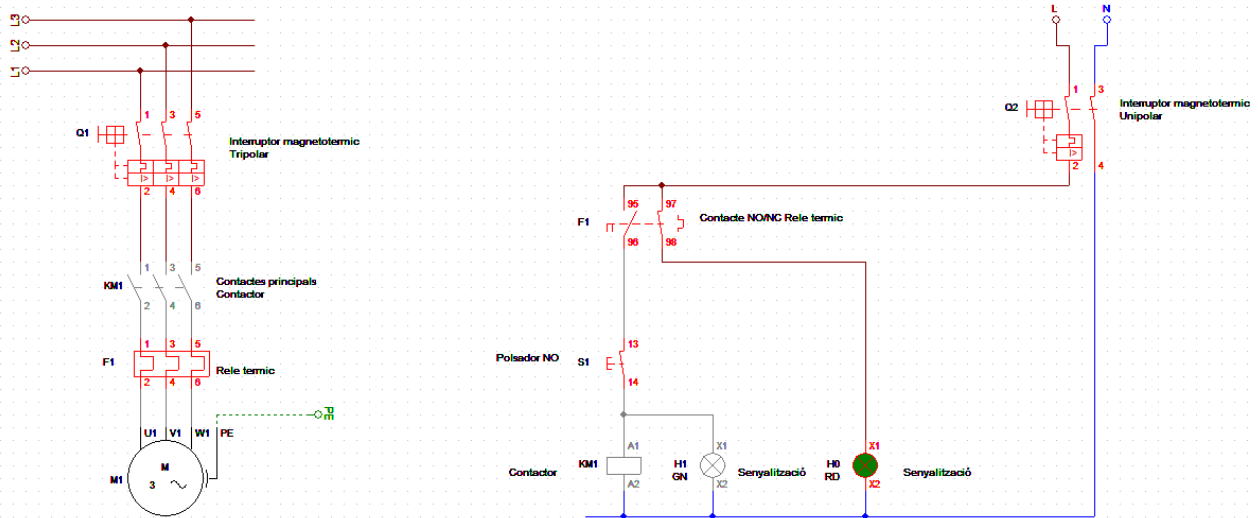 L3
L2
L1
Q1
1 3 5
I> I> I>
2 4 6
Interruptor magnetotermic
Tripolar
KM1
1 3 5
2 4 6
Contactes principals
Contactor
F1
1 3 5
2 4 6
Rele termic
PE
U1 V1 W1 PE
M1
M
3
L N
Q2
1 3
I>
2 4
Interruptor magnetotermic
Unipolar
F1
95 97
96 98
Contacte NO/NC Rele termic
Polsador NO
S1
13
14
Contactor
KM1
A1
A2
H1
GN
X1
X2
Senyalització
H0
RD
X1
X2
Senyalització